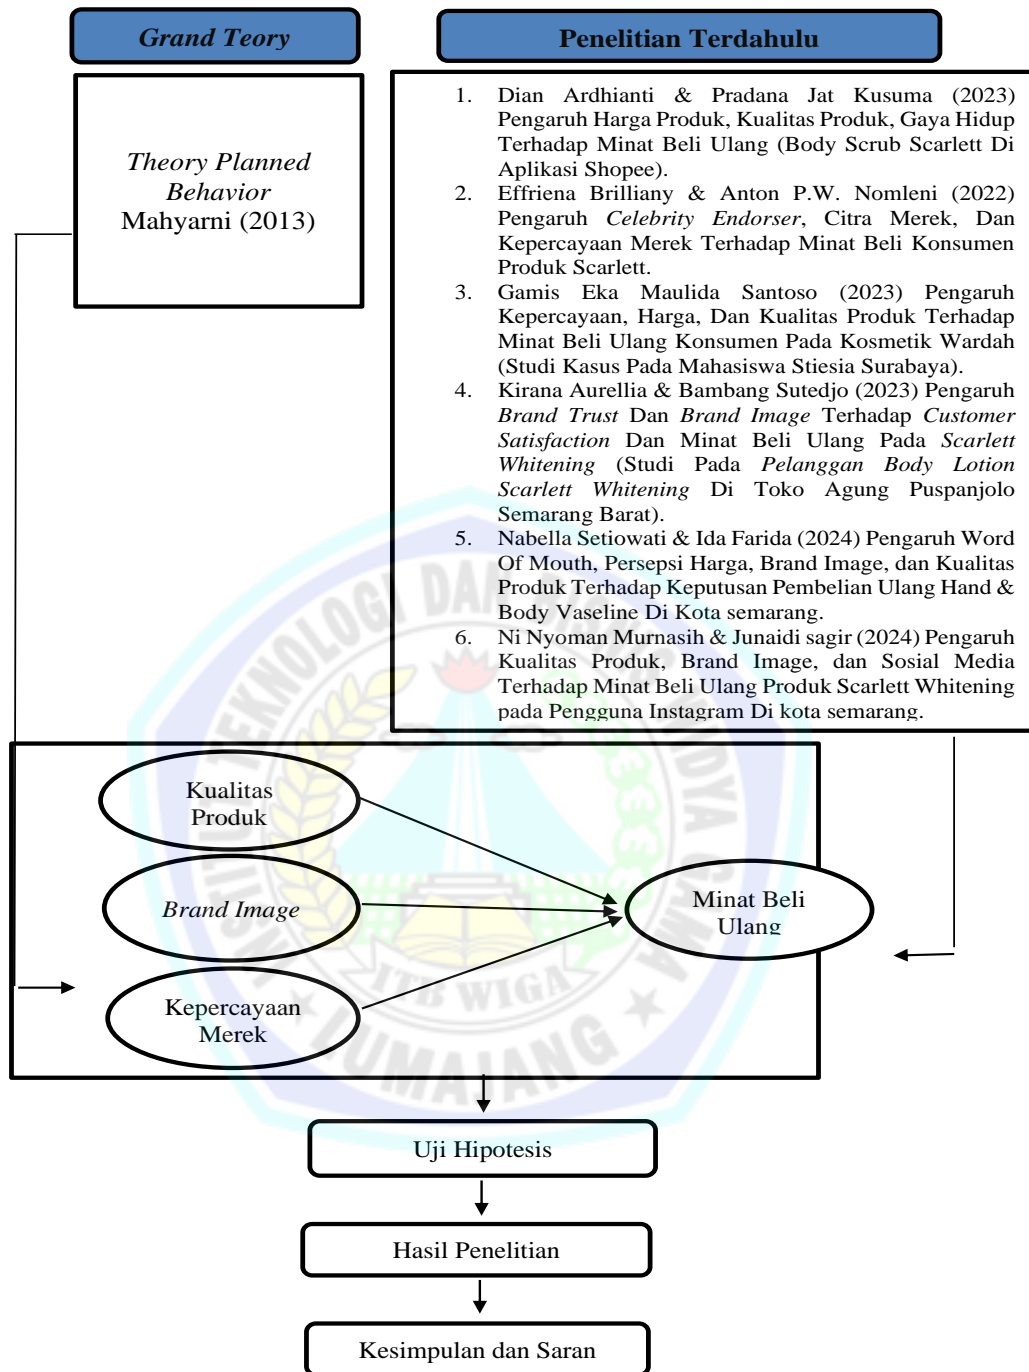 Grand Teory
Penelitian Terdahulu
Theory Planned
Behavior
Mahyarni (2013)
1. Dian Ardhianti & Pradana Jat Kusuma (2023)
Pengaruh Harga Produk, Kualitas Produk, Gaya Hidup
Terhadap Minat Beli Ulang (Body Scrub Scarlett Di
Aplikasi Shopee).
2. Effriena Brilliany & Anton P.W. Nomleni (2022)
Pengaruh Celebrity Endorser, Citra Merek, Dan
Kepercayaan Merek Terhadap Minat Beli Konsumen
Produk Scarlett.
3. Gamis Eka Maulida Santoso (2023) Pengaruh
Kepercayaan, Harga, Dan Kualitas Produk Terhadap
Minat Beli Ulang Konsumen Pada Kosmetik Wardah
(Studi Kasus Pada Mahasiswa Stiesia Surabaya).
4. Kirana Aurellia & Bambang Sutedjo (2023) Pengaruh
Brand Trust Dan Brand Image Terhadap Customer
Satisfaction Dan Minat Beli Ulang Pada Scarlett
Whitening (Studi Pada Pelanggan Body Lotion
Scarlett Whitening Di Toko Agung Puspanjolo
Semarang Barat).
5. Nabella Setiowati & Ida Farida (2024) Pengaruh Word
Of Mouth, Persepsi Harga, Brand Image, dan Kualitas
Produk Terhadap Keputusan Pembelian Ulang Hand &
Body Vaseline Di Kota semarang.
6. Ni Nyoman Murnasih & Junaidi sagir (2024) Pengaruh
Kualitas Produk, Brand Image, dan Sosial Media
Terhadap Minat Beli Ulang Produk Scarlett Whitening
pada Pengguna Instagram Di kota semarang.
Kualitas
Produk
Brand Image
Kepercayaan
Merek
Minat Beli
Ulang
Uji Hipotesis
Hasil Penelitian
Kesimpulan dan Saran
INSTITUT TEKNOLOGI DAN BISNIS WIDYA GAMA
ITB WIGA
LUMAJANG